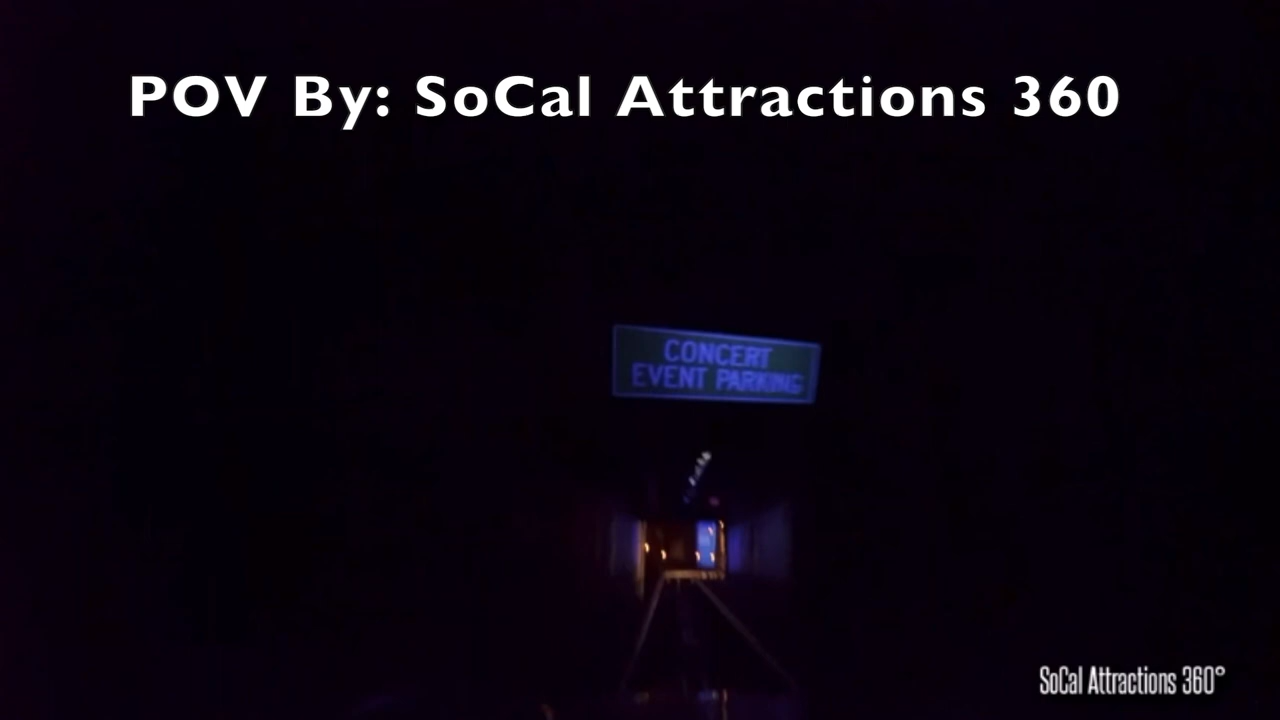 POV By: SoCal Attractions 360
CONCERT
EVENT PARKING
SoCal Attractions 360°